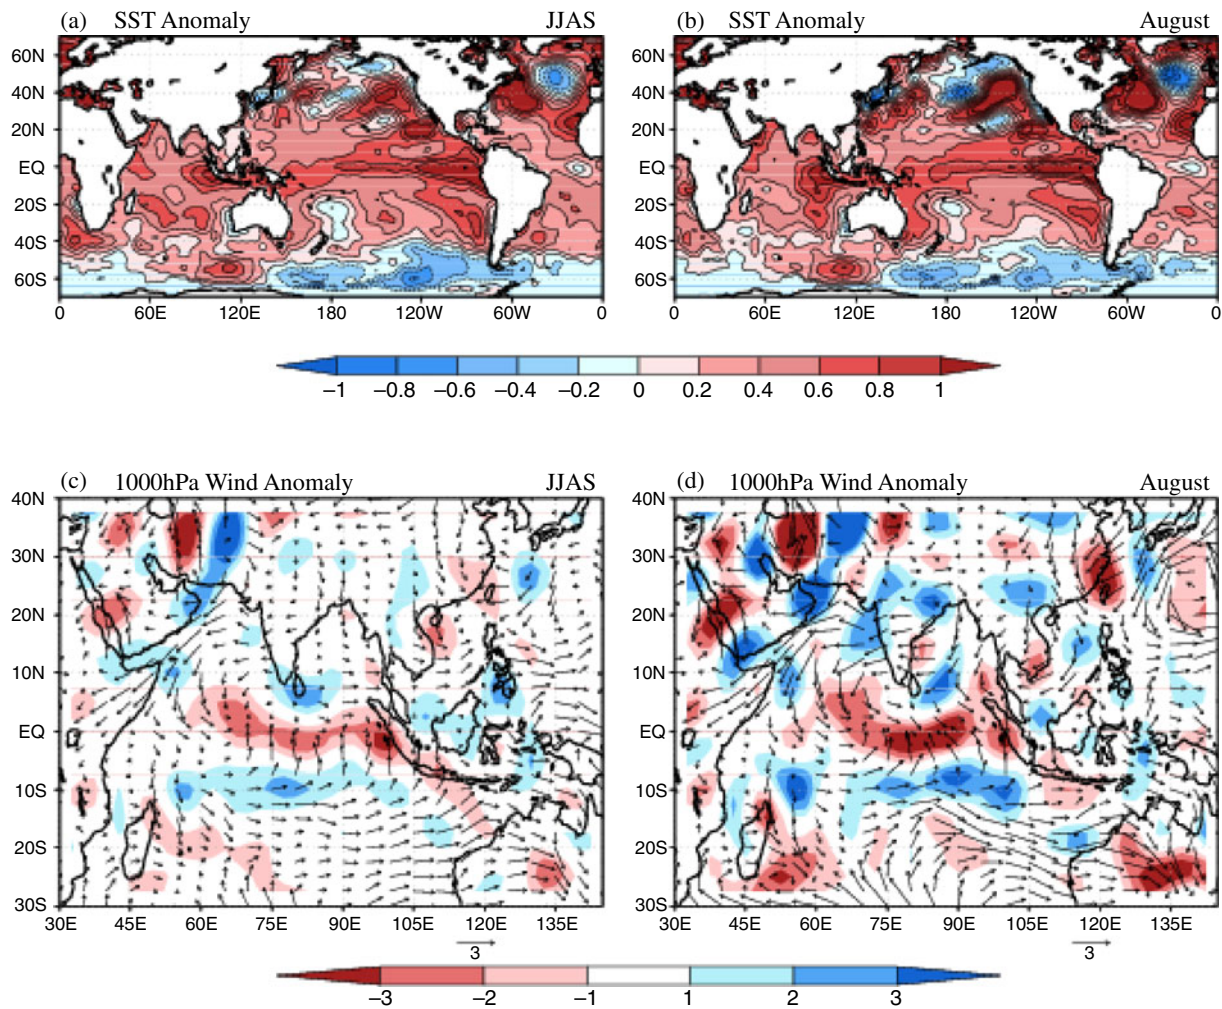 (a) SST Anomaly JJAS
(b) SST Anomaly August
60N
40N
20N
EQ
20S
40S
60S
0 60E 120E 180 120W 60W 0
60N
40N
20N
EQ
20S
40S
60S
0 60E 120E 180 120W 60W 0
–1 –0.8 –0.6 –0.4 –0.2 0 0.2 0.4 0.6 0.8 1
(c) 1000hPa Wind Anomaly JJAS
(d) 1000hPa Wind Anomaly August
40N
30N
20N
10N
EQ
10S
20S
30S
30E 45E 60E 75E 90E 105E 120E 135E
3
40N
30N
20N
10N
EQ
10S
20S
30S
30E 45E 60E 75E 90E 105E 120E 135E
3
–3 –2 –1 1 2 3